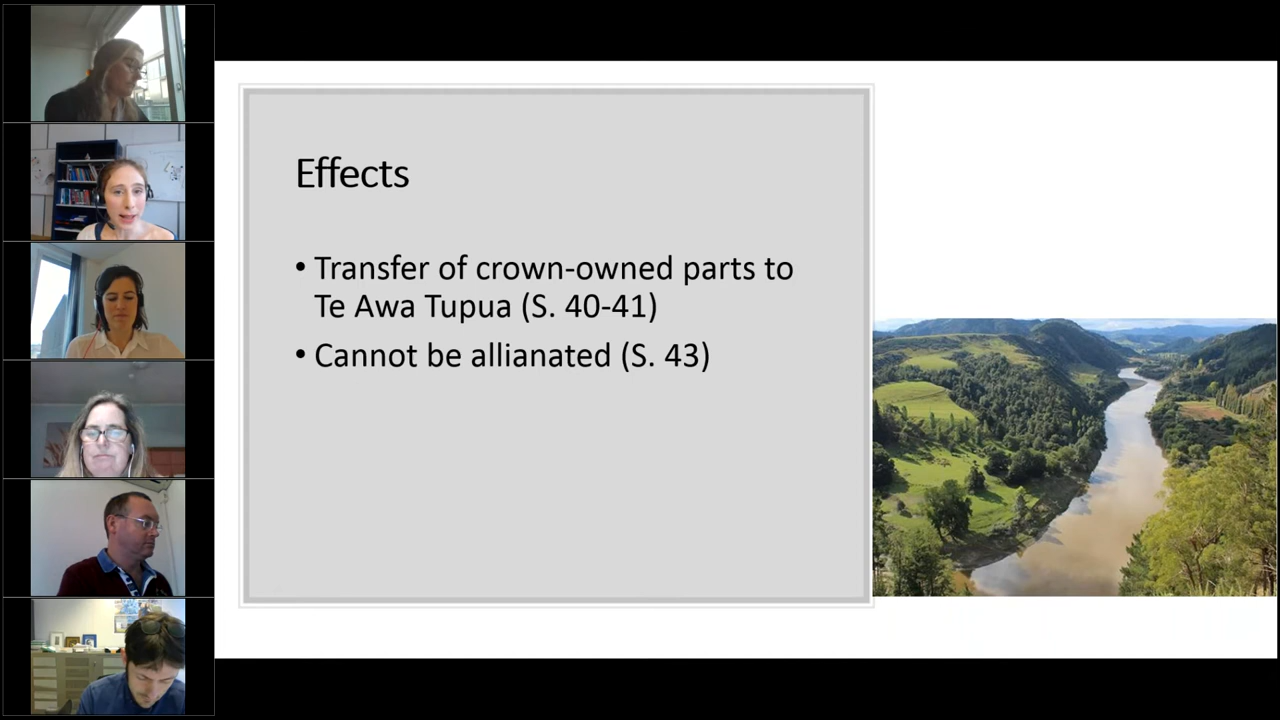 Effects
• Transfer of crown-owned parts to
Te Awa Tupua (S. 40-41)
• Cannot be allianated (S. 43)